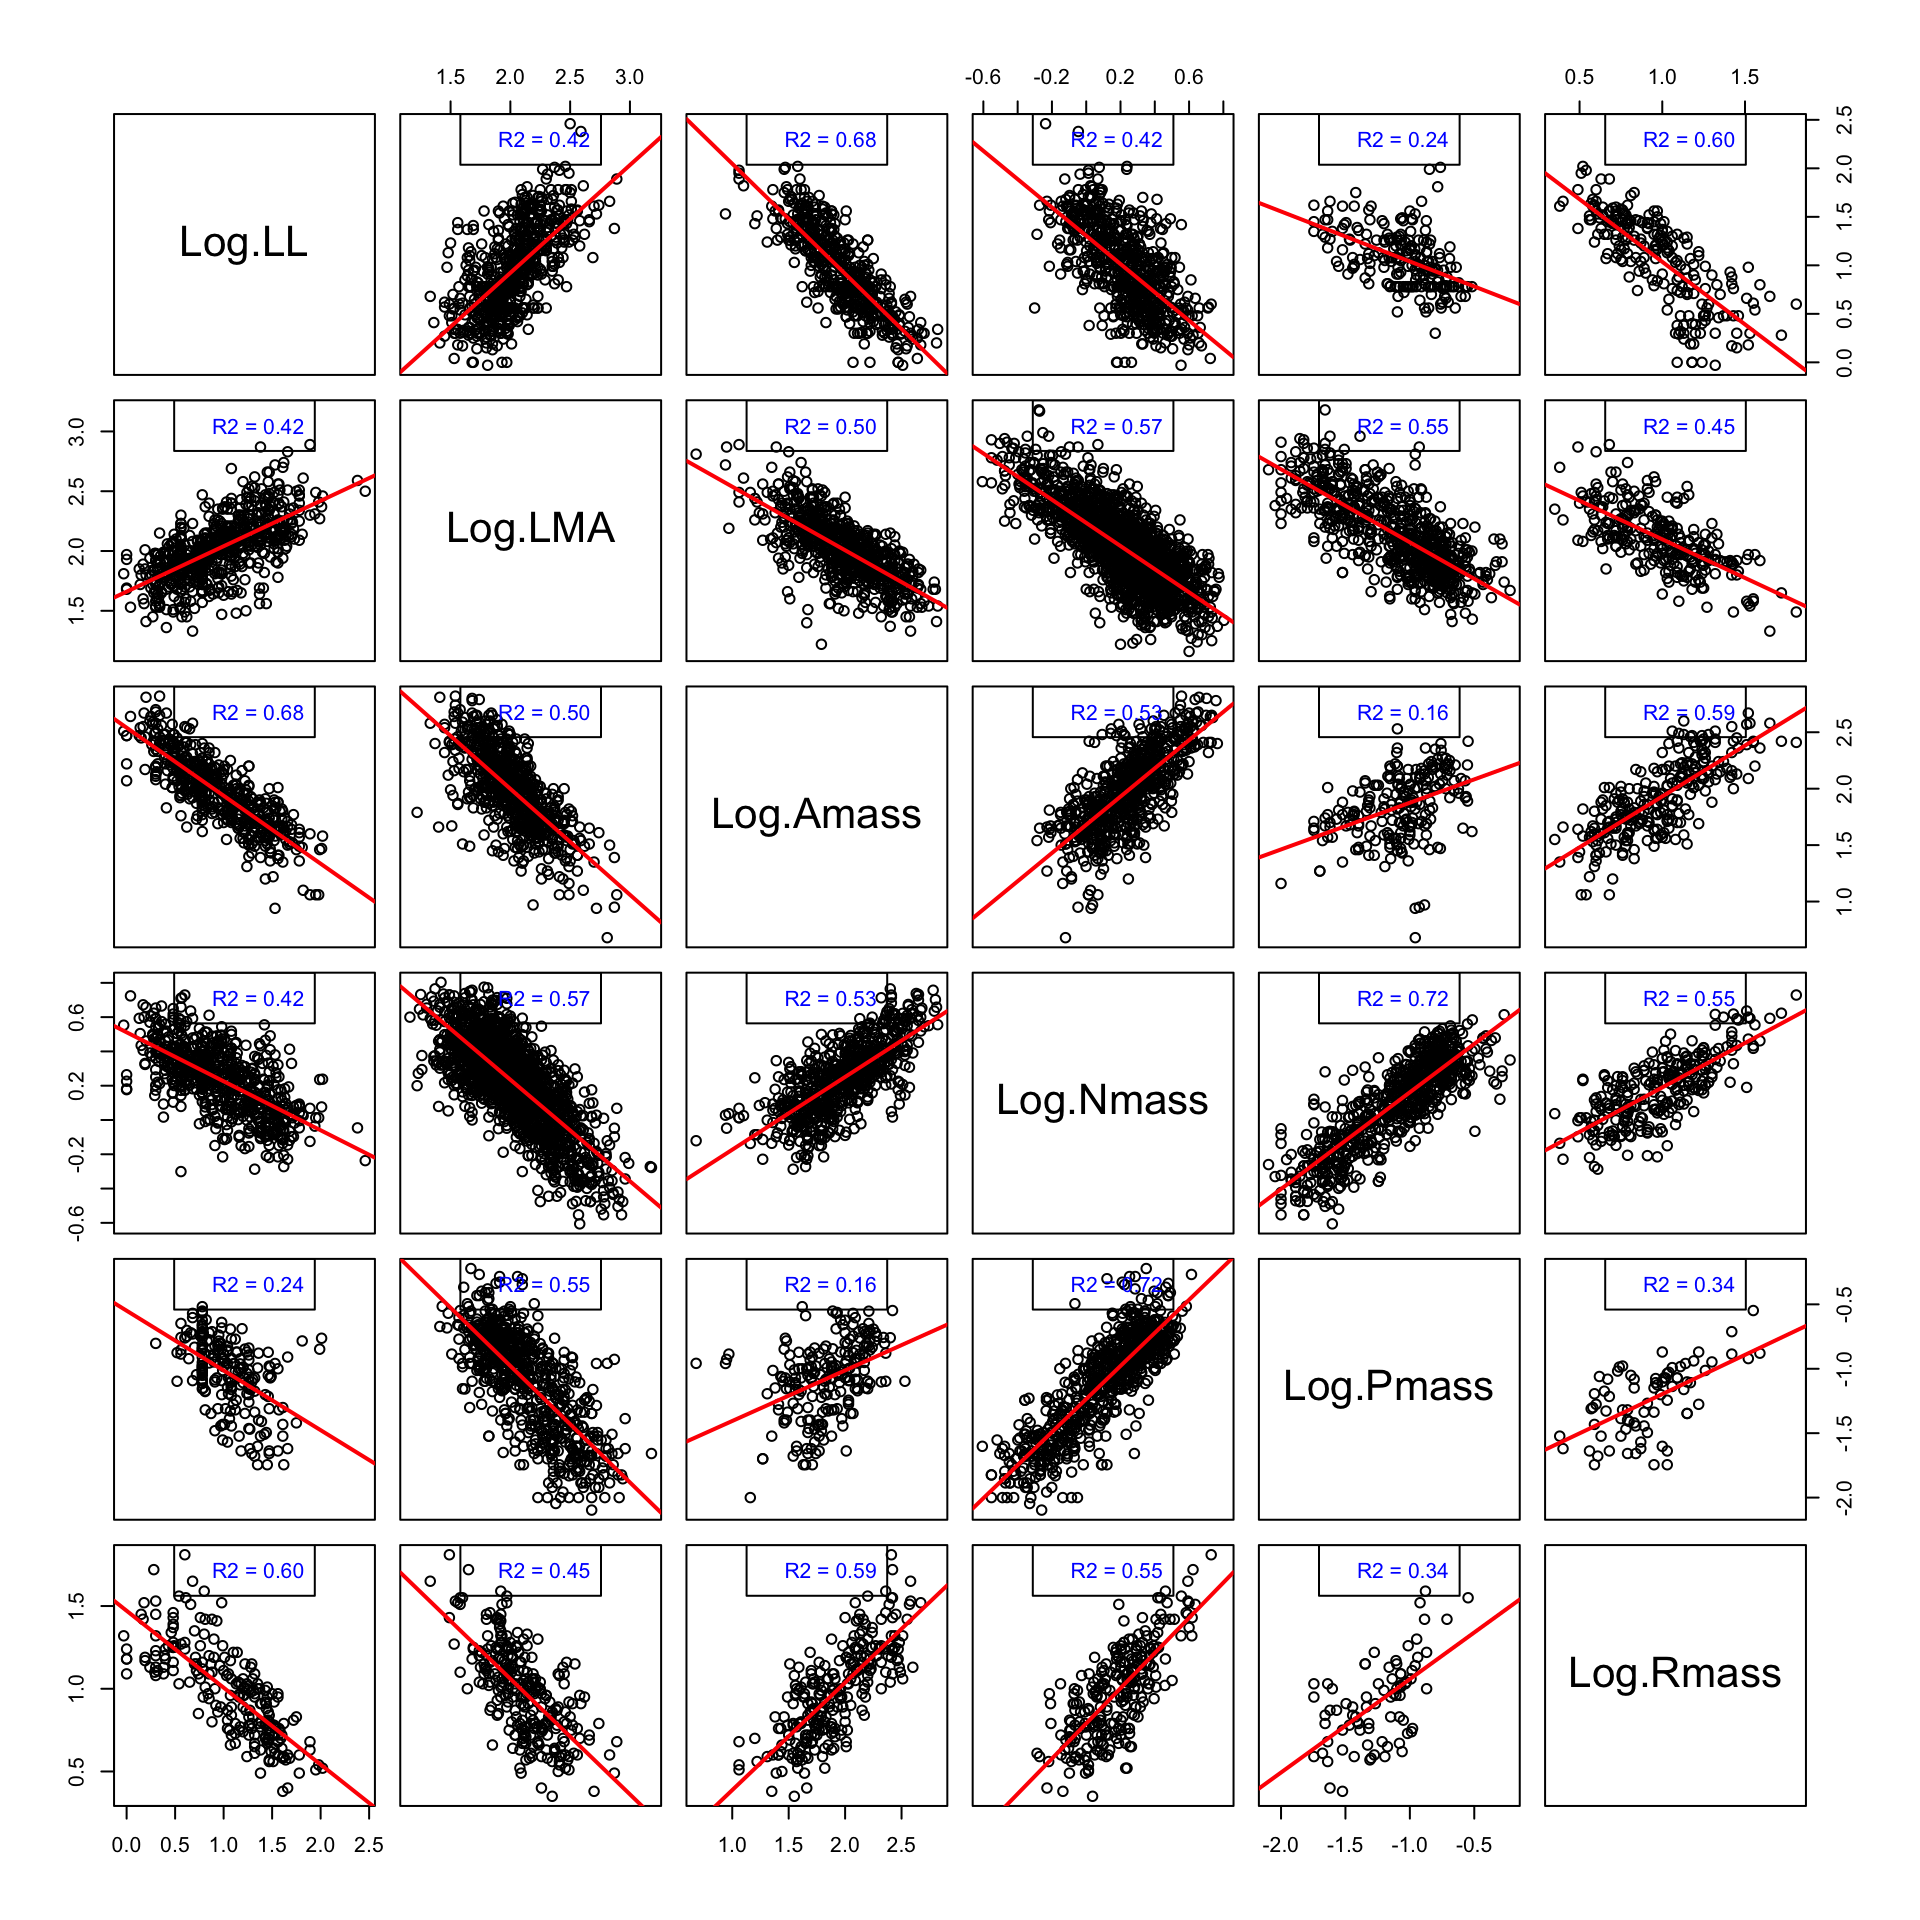 1.5 2.0 2.5 3.0 -0.6 -0.2 0.2 0.6 0.5 1.0 1.5
Log.LL R2 = 0.42 R2 = 0.68 R2 = 0.42 R2 = 0.24 R2 = 0.60
0.0 0.5 1.0 1.5 2.0 2.5
1.5 2.0 2.5 3.0
R2 = 0.42 Log.LMA R2 = 0.50 R2 = 0.57 R2 = 0.55 R2 = 0.45
R2 = 0.68 R2 = 0.50 Log.Amass R2 = 0.53 R2 = 0.16 R2 = 0.59
1.0 1.5 2.0 2.5
-0.6 -0.2 0.2 0.6
R2 = 0.42 R2 = 0.57 R2 = 0.53 Log.Nmass R2 = 0.72 R2 = 0.55
R2 = 0.24 R2 = 0.55 R2 = 0.16 R2 = 0.72 Log.Pmass R2 = 0.34
-2.0 -1.5 -1.0 -0.5
0.5 1.0 1.5
R2 = 0.60 R2 = 0.45 R2 = 0.59 R2 = 0.55 R2 = 0.34 Log.Rmass
0.0 0.5 1.0 1.5 2.0 2.5 1.0 1.5 2.0 2.5 -2.0 -1.5 -1.0 -0.5